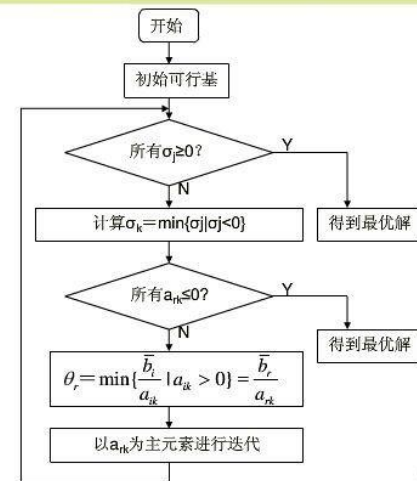 开始
初始可行基
所有σj≥0?
Y
N
计算σk=min{σj|σj<0}
得到最优解
所有ark≤0?
Y
N
得到最优解
θr=min{b̄i/aik | aik > 0}=b̄r/ark
以ark为主元素进行迭代